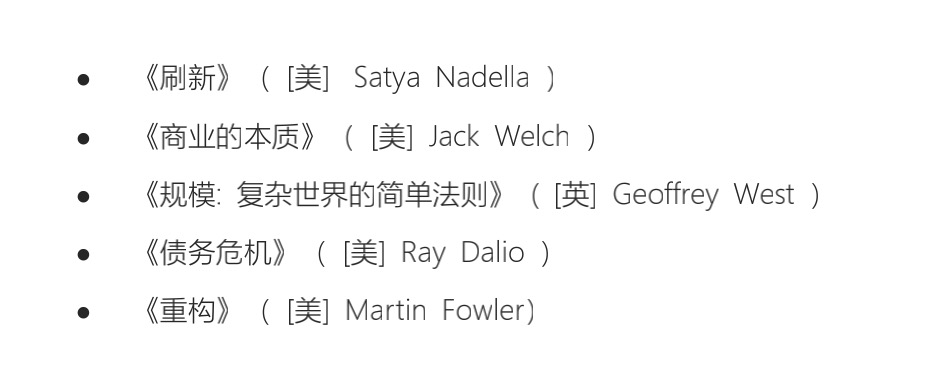 ● 《刷新》 ( [美] Satya Nadella )
● 《商业的本质》 ( [美] Jack Welch )
● 《规模: 复杂世界的简单法则》 ( [英] Geoffrey West )
● 《债务危机》 ( [美] Ray Dalio )
● 《重构》 ( [美] Martin Fowler)